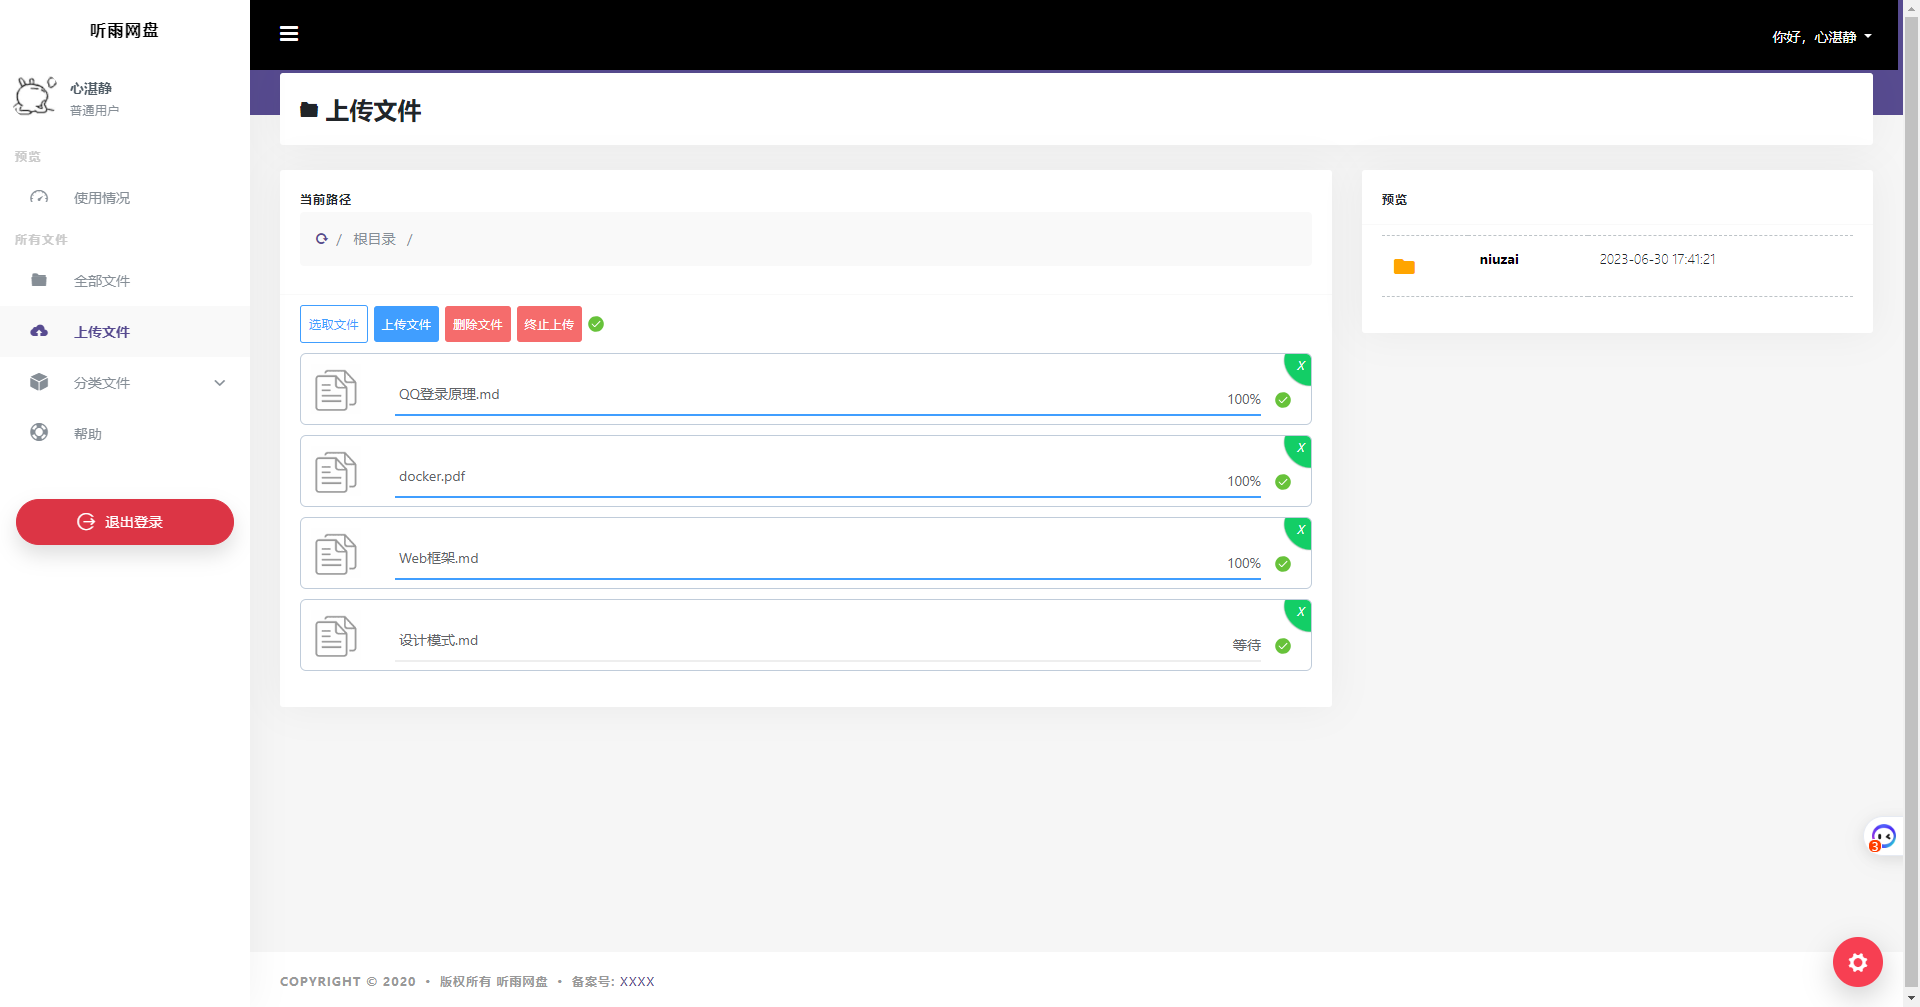 听雨网盘
你好，心湛静
心湛静
普通用户
预览
使用情况
所有文件
全部文件
上传文件
分类文件
帮助
退出登录
上传文件
当前路径
/ 根目录 /
选取文件 上传文件 删除文件 终止上传
X
QQ登录原理.md 100%
X
docker.pdf 100%
X
Web框架.md 100%
X
设计模式.md 等待
预览
niuzai 2023-06-30 17:41:21
3
COPYRIGHT © 2020 • 版权所有 听雨网盘 • 备案号: XXXX